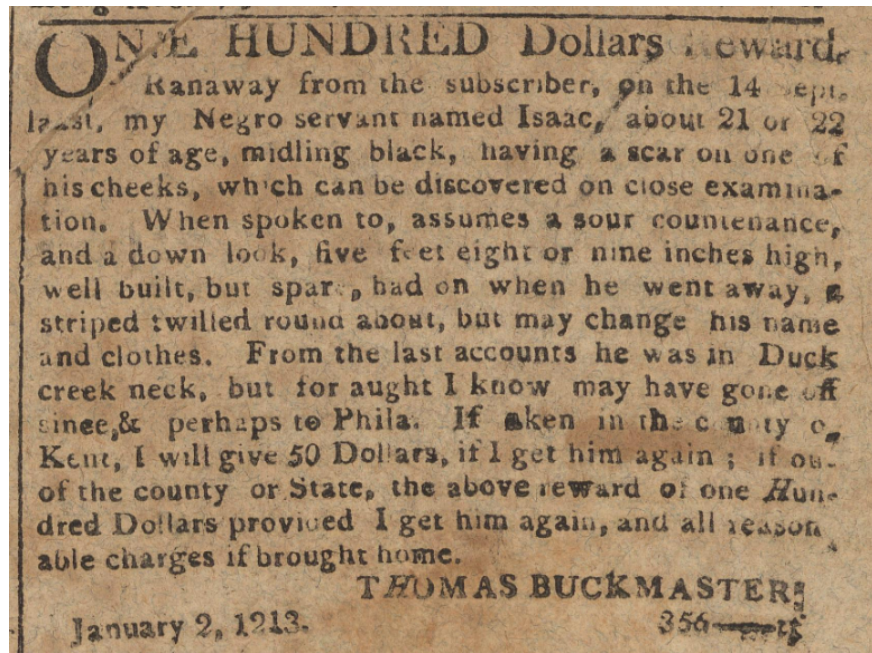 ONE HUNDRED Dollars Reward.
Ranaway from the subscriber, on the 14 Sept.
last, my Negro servant named Isaac, about 21 or 22
years of age, midling black, having a scar on one of
his cheeks, which can be discovered on close examina-
tion. When spoken to, assumes a sour countenance,
and a down look, five feet eight or nine inches high,
well built, but spare, had on when he went away, a
striped twilled round about, but may change his name
and clothes. From the last accounts he was in Duck
creek neck, but for aught I know may have gone off
sinee,& perhaps to Phila. If aken in the county of
Kent, I will give 50 Dollars, if I get him again ; if out
of the county or State, the above reward of one Hun-
dred Dollars provided I get him again, and all reason
able charges if brought home.
THOMAS BUCKMASTER;
January 2, 1213. 356